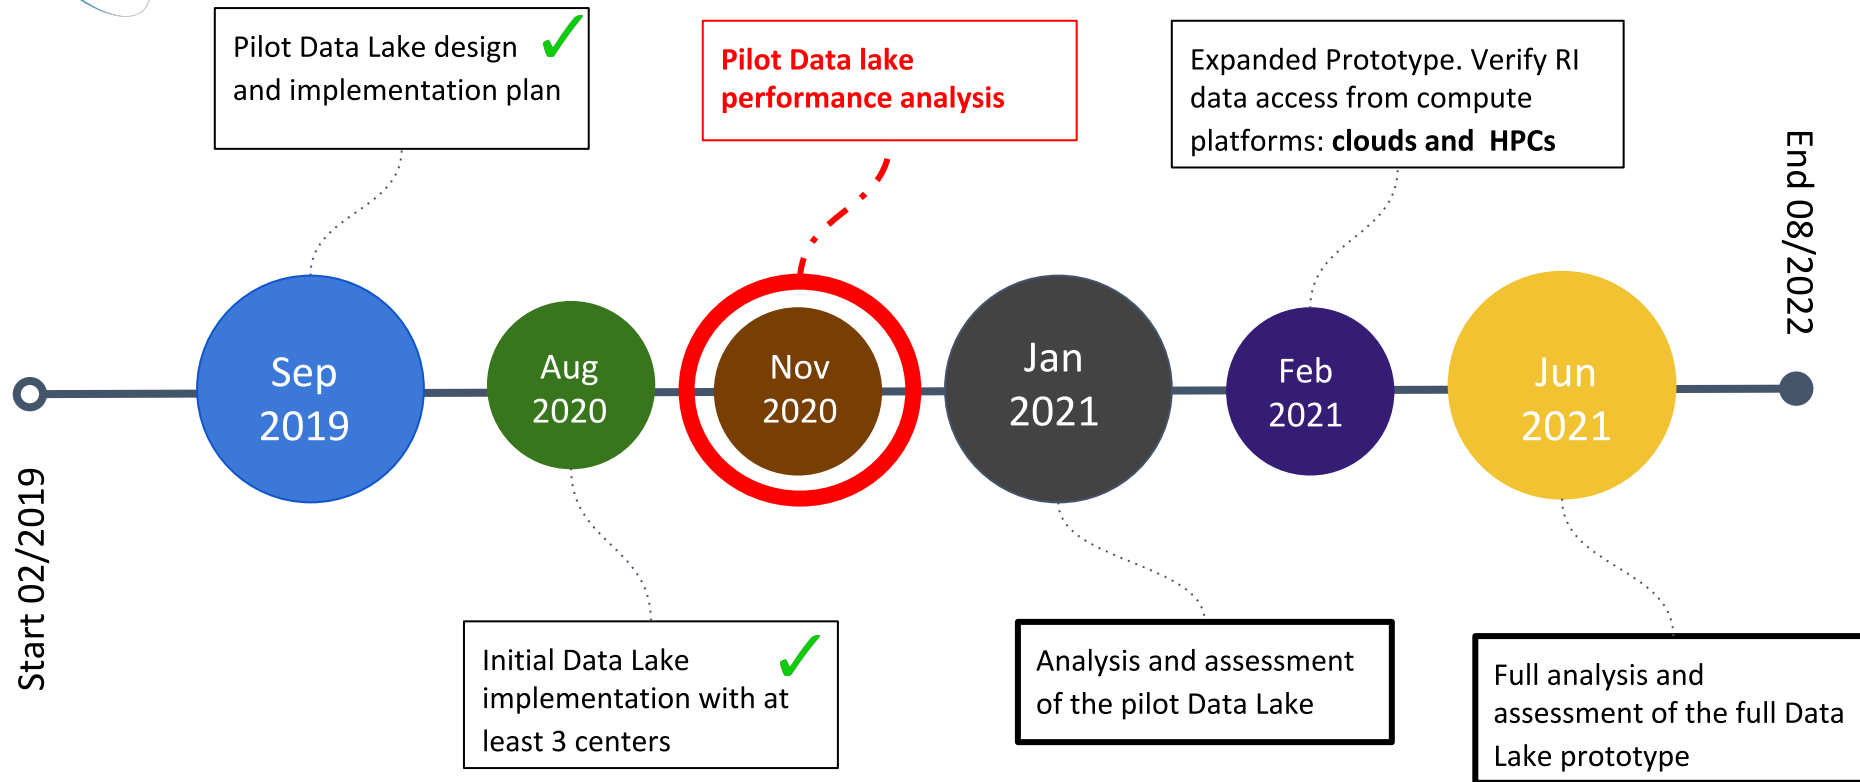 Pilot Data Lake design
and implementation plan
Pilot Data lake
performance analysis
Expanded Prototype. Verify RI
data access from compute
platforms: clouds and  HPCs
Start 02/2019
Sep
2019
Aug
2020
Nov
2020
Jan
2021
Feb
2021
Jun
2021
End 08/2022
Initial Data Lake
implementation with at
least 3 centers
Analysis and assessment
of the pilot Data Lake
Full analysis and
assessment of the full Data
Lake prototype